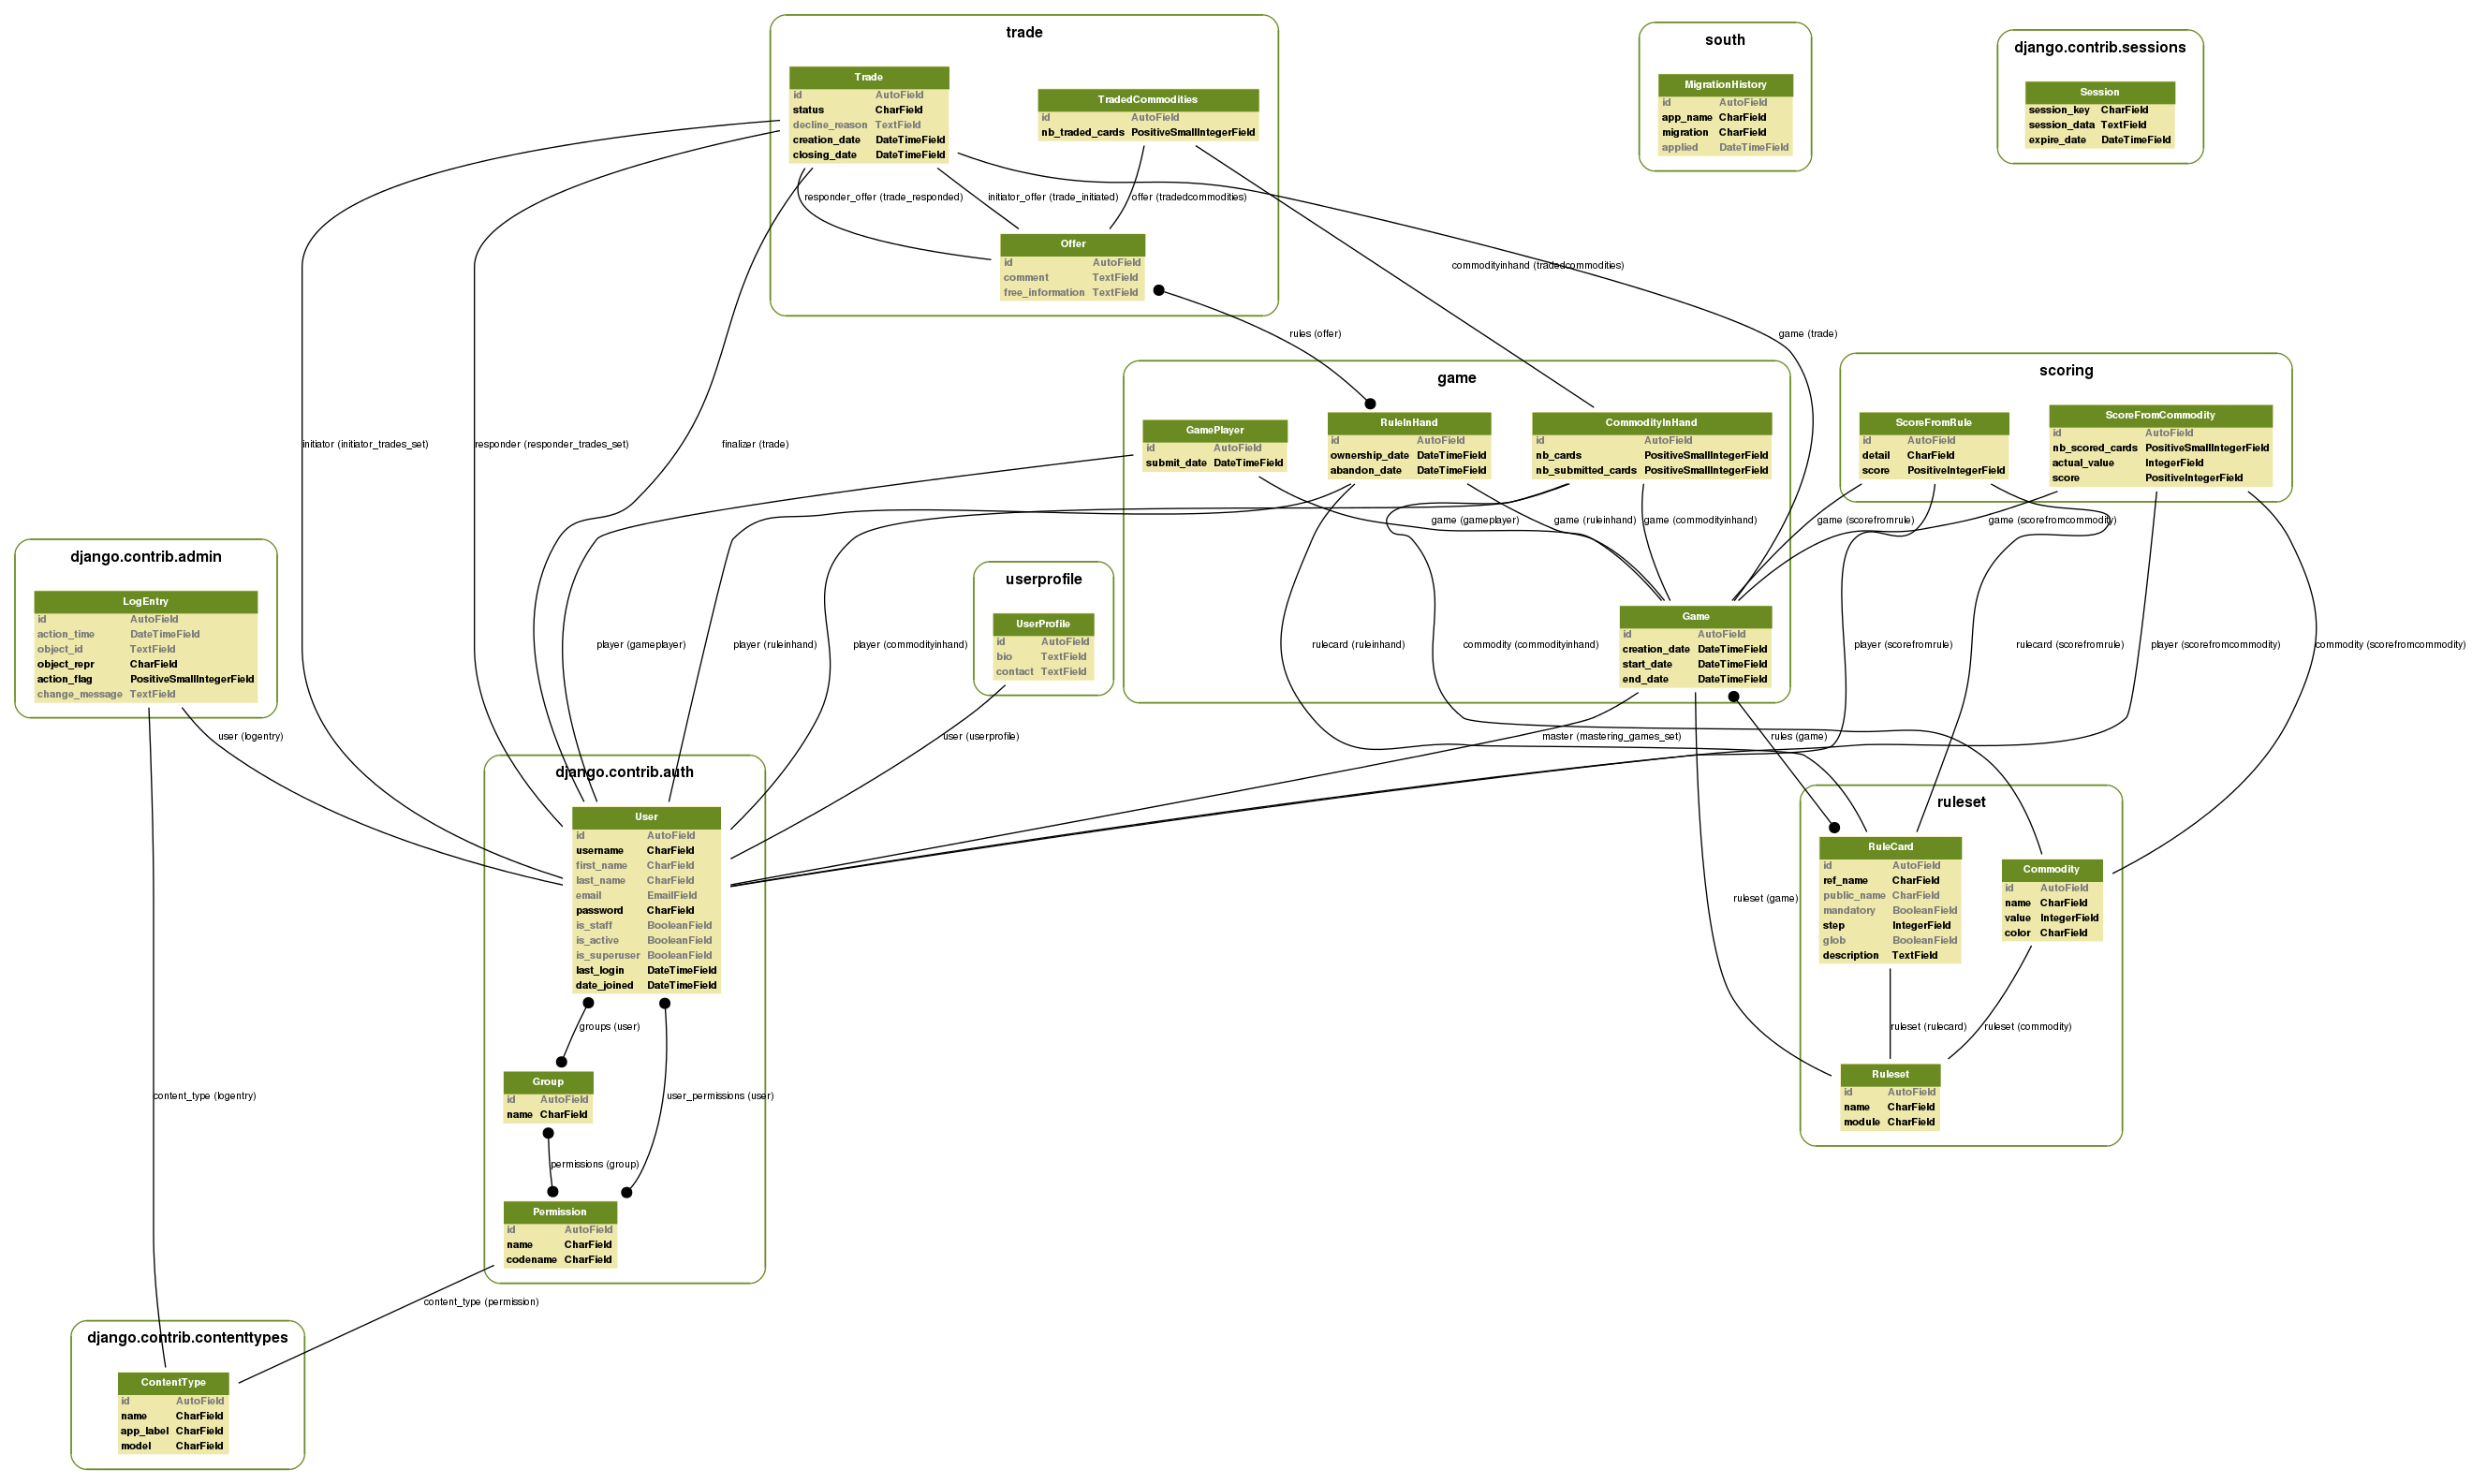 trade
Trade
id AutoField
status CharField
decline_reason TextField
creation_date DateTimeField
closing_date DateTimeField
TradedCommodities
id AutoField
nb_traded_cards PositiveSmallIntegerField
responder_offer (trade_responded)
initiator_offer (trade_initiated)
offer (tradedcommodities)
Offer
id AutoField
comment TextField
free_information TextField
south
MigrationHistory
id AutoField
app_name CharField
migration CharField
applied DateTimeField
django.contrib.sessions
Session
session_key CharField
session_data TextField
expire_date DateTimeField
commodityinhand (tradedcommodities)
rules (offer)
game (trade)
initiator (initiator_trades_set)
responder (responder_trades_set)
finalizer (trade)
game
GamePlayer
id AutoField
submit_date DateTimeField
RuleInHand
id AutoField
ownership_date DateTimeField
abandon_date DateTimeField
CommodityInHand
id AutoField
nb_cards PositiveSmallIntegerField
nb_submitted_cards PositiveSmallIntegerField
game (gameplayer)
game (ruleinhand)
game (commodityinhand)
scoring
ScoreFromRule
id AutoField
detail CharField
score PositiveIntegerField
ScoreFromCommodity
id AutoField
nb_scored_cards PositiveSmallIntegerField
actual_value IntegerField
score PositiveIntegerField
game (scorefromrule)
game (scorefromcommodity)
django.contrib.admin
LogEntry
id AutoField
action_time DateTimeField
object_id TextField
object_repr CharField
action_flag PositiveSmallIntegerField
change_message TextField
player (gameplayer)
player (ruleinhand)
player (commodityinhand)
userprofile
UserProfile
id AutoField
bio TextField
contact TextField
rulecard (ruleinhand)
commodity (commodityinhand)
Game
id AutoField
creation_date DateTimeField
start_date DateTimeField
end_date DateTimeField
player (scorefromrule)
rulecard (scorefromrule)
player (scorefromcommodity)
commodity (scorefromcommodity)
user (logentry)
user (userprofile)
master (mastering_games_set)
rules (game)
django.contrib.auth
User
id AutoField
username CharField
first_name CharField
last_name CharField
email EmailField
password CharField
is_staff BooleanField
is_active BooleanField
is_superuser BooleanField
last_login DateTimeField
date_joined DateTimeField
ruleset (game)
ruleset
RuleCard
id AutoField
ref_name CharField
public_name CharField
mandatory BooleanField
step IntegerField
glob BooleanField
description TextField
Commodity
id AutoField
name CharField
value IntegerField
color CharField
groups (user)
ruleset (rulecard)
ruleset (commodity)
Group
id AutoField
name CharField
content_type (logentry)
user_permissions (user)
Ruleset
id AutoField
name CharField
module CharField
permissions (group)
Permission
id AutoField
name CharField
codename CharField
content_type (permission)
django.contrib.contenttypes
ContentType
id AutoField
name CharField
app_label CharField
model CharField